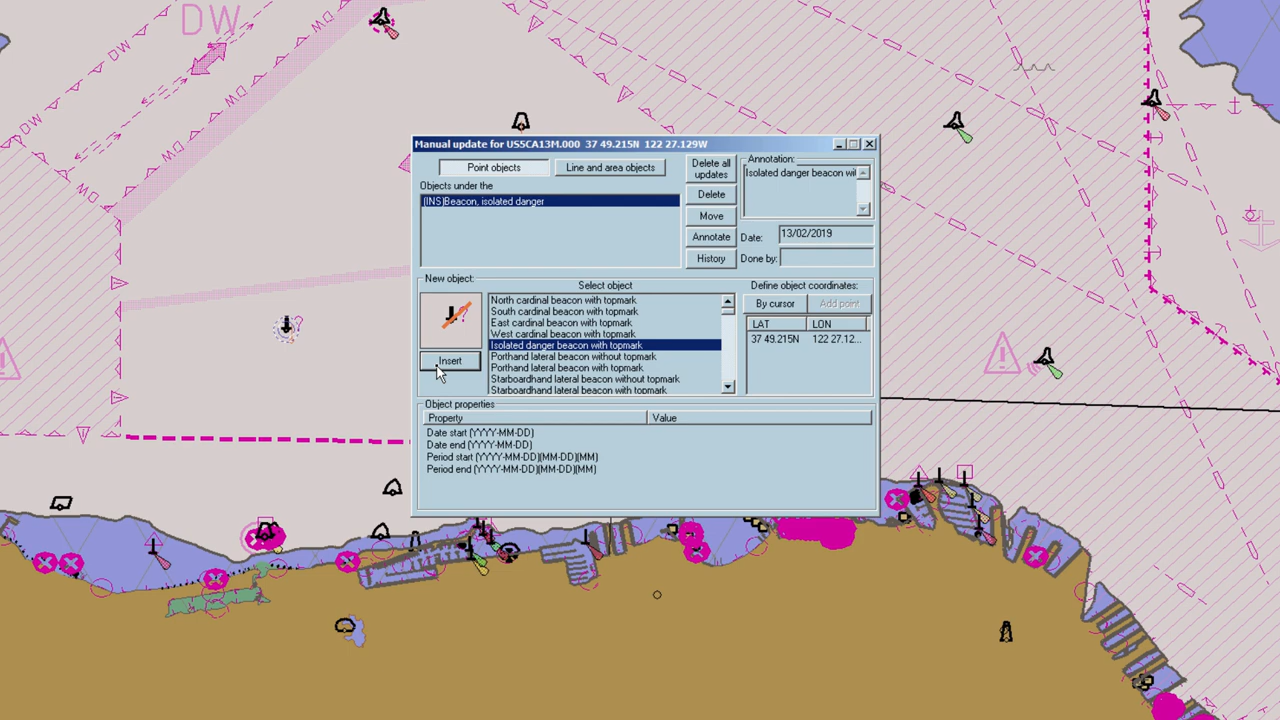 DW
DW
DW
DW
DW
DW
Manual update for US5CA13M.000 37 49.215N 122 27.129W
Point objects
Line and area objects
Delete all updates
Annotation:
Isolated danger beacon wit
Objects under the
(INS)Beacon, isolated danger
Delete
Move
Annotate
History
Date:
13/02/2019
Done by:
New object:
Select object
Define object coordinates:
North cardinal beacon with topmark
South cardinal beacon with topmark
East cardinal beacon with topmark
West cardinal beacon with topmark
Isolated danger beacon with topmark
Porthand lateral beacon without topmark
Porthand lateral beacon with topmark
Starboardhand lateral beacon without topmark
Starboardhand lateral beacon with topmark
Insert
By cursor
Add point
LAT
LON
37 49.215N
122 27.12...
Object properties
Property
Value
Date start (YYYY-MM-DD)
Date end (YYYY-MM-DD)
Period start (YYYY-MM-DD)(MM-DD)(MM)
Period end (YYYY-MM-DD)(MM-DD)(MM)